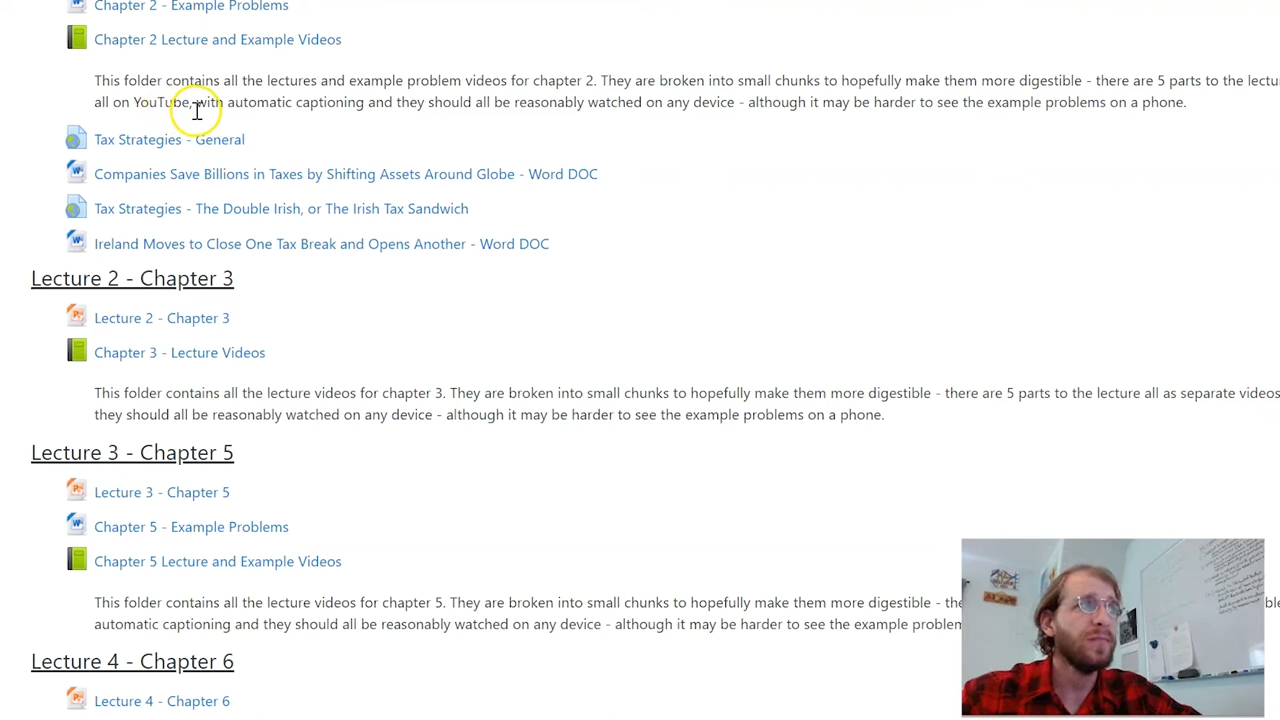 Chapter 2 - Example Problems
Chapter 2 Lecture and Example Videos
This folder contains all the lectures and example problem videos for chapter 2. They are broken into small chunks to hopefully make them more digestible - there are 5 parts to the
all on YouTube, with automatic captioning and they should all be reasonably watched on any device - although it may be harder to see the example problems on a phone.
Tax Strategies - General
Companies Save Billions in Taxes by Shifting Assets Around Globe - Word DOC
Tax Strategies - The Double Irish, or The Irish Tax Sandwich
Ireland Moves to Close One Tax Break and Opens Another - Word DOC
Lecture 2 - Chapter 3
Lecture 2 - Chapter 3
Chapter 3 - Lecture Videos
This folder contains all the lecture videos for chapter 3. They are broken into small chunks to hopefully make them more digestible - there are 5 parts to the lecture all as separate videos
they should all be reasonably watched on any device - although it may be harder to see the example problems on a phone.
Lecture 3 - Chapter 5
Lecture 3 - Chapter 5
Chapter 5 - Example Problems
Chapter 5 Lecture and Example Videos
This folder contains all the lecture videos for chapter 5. They are broken into small chunks to hopefully make them more digestible -
automatic captioning and they should all be reasonably watched on any device - although it may be harder to see the example
Lecture 4 - Chapter 6
Lecture 4 - Chapter 6